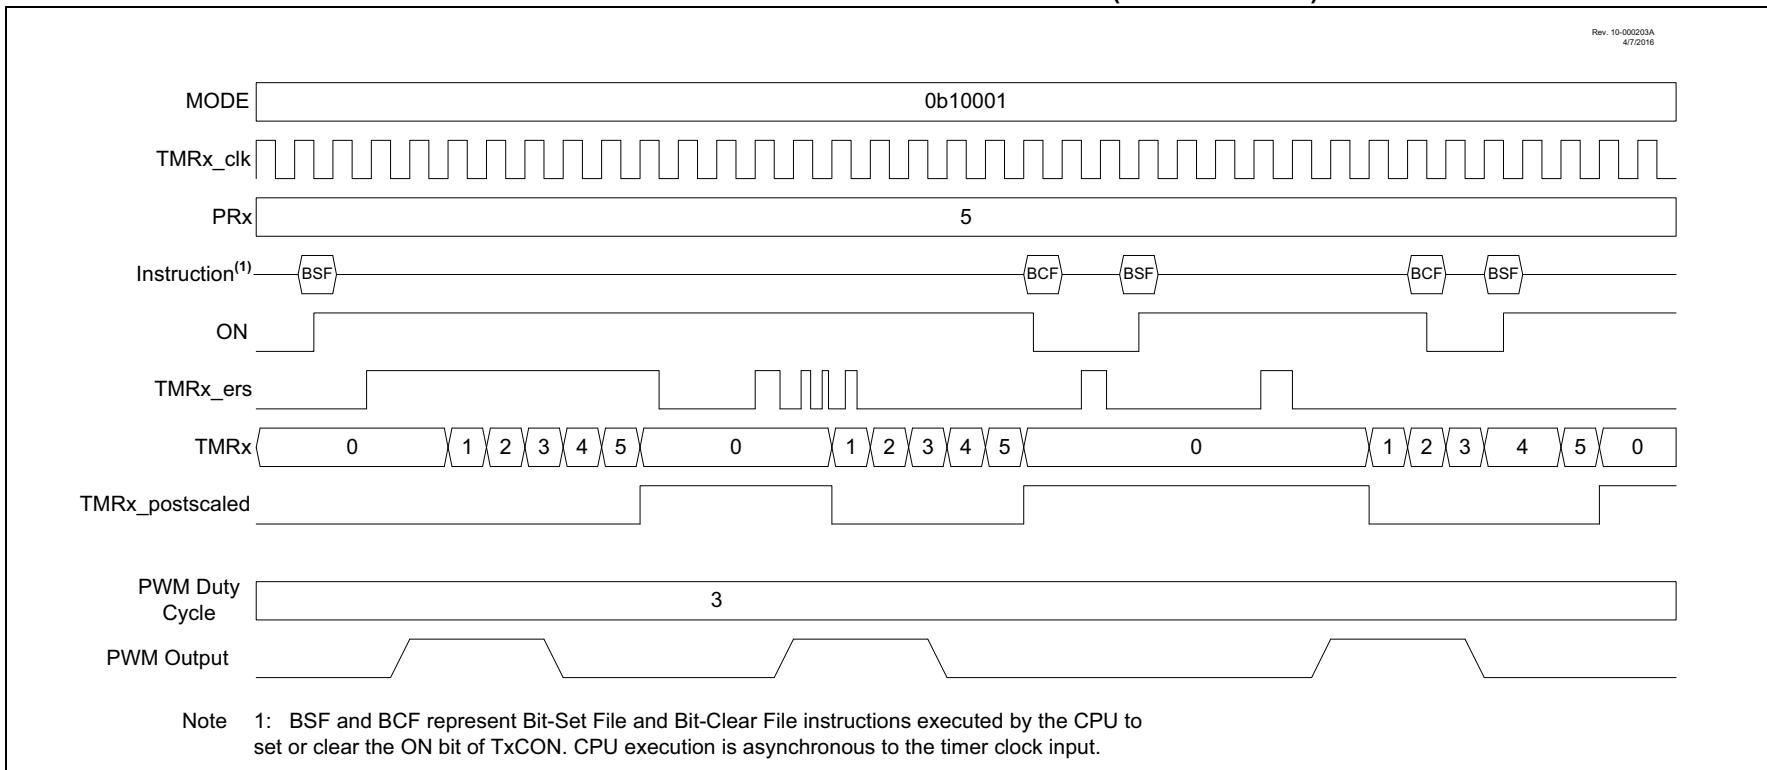 Rev. 10-000203A
4/7/2016
MODE 0b10001
TMRx_clk
PRx 5
Instruction(1) BSF BCF BSF BCF BSF
ON
TMRx_ers
TMRx 0 1 2 3 4 5 0 1 2 3 4 5 0 1 2 3 4 5 0
TMRx_postscaled
PWM Duty
Cycle 3
PWM Output
Note 1: BSF and BCF represent Bit-Set File and Bit-Clear File instructions executed by the CPU to
set or clear the ON bit of TxCON. CPU execution is asynchronous to the timer clock input.